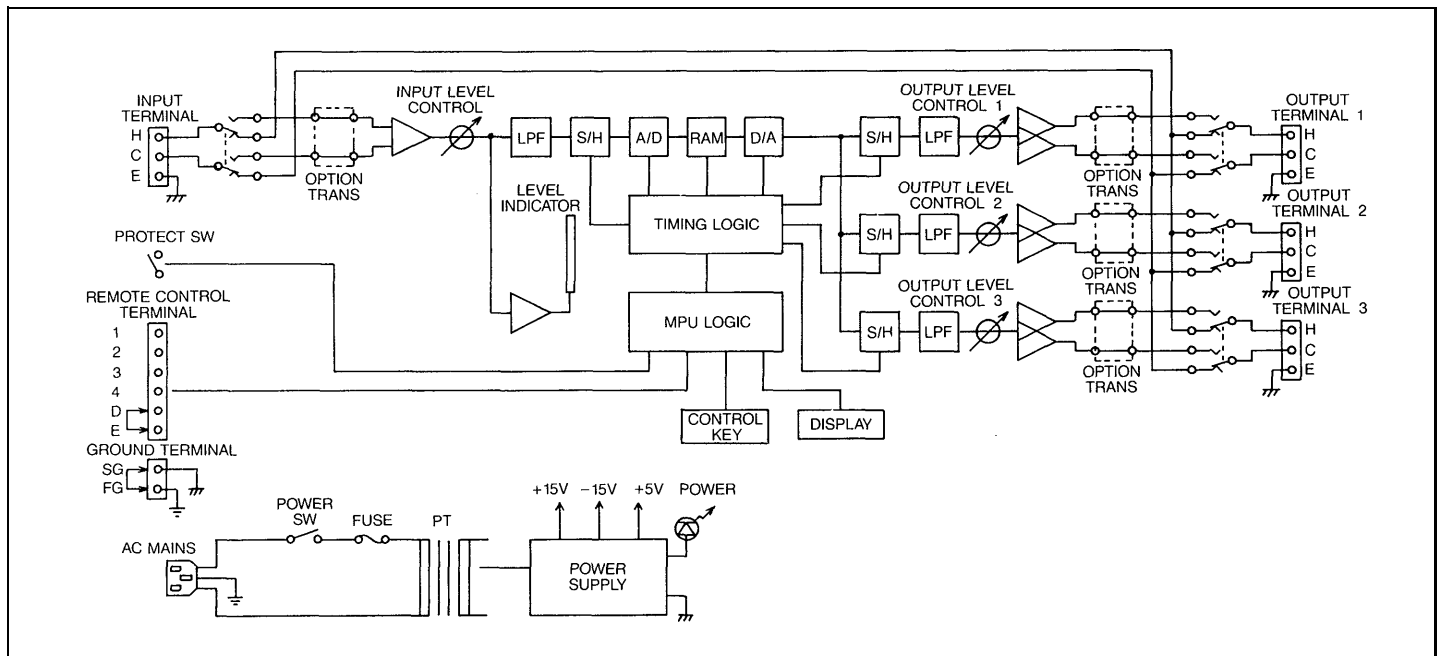 INPUT
TERMINAL
H
C
E
OPTION
TRANS
INPUT LEVEL
CONTROL
LPF
S/H
A/D
RAM
D/A
LEVEL
INDICATOR
TIMING LOGIC
MPU LOGIC
CONTROL
KEY
DISPLAY
OUTPUT LEVEL
CONTROL 1
S/H
LPF
OPTION
TRANS
OUTPUT
TERMINAL 1
H
C
E
OUTPUT LEVEL
CONTROL 2
S/H
LPF
OPTION
TRANS
OUTPUT
TERMINAL 2
H
C
E
OUTPUT LEVEL
CONTROL 3
S/H
LPF
OPTION
TRANS
OUTPUT
TERMINAL 3
H
C
E
PROTECT SW
REMOTE CONTROL
TERMINAL
1
2
3
4
D
E
GROUND TERMINAL
SG
FG
AC MAINS
POWER
SW
FUSE
PT
+15V
−15V
+5V
POWER
POWER
SUPPLY